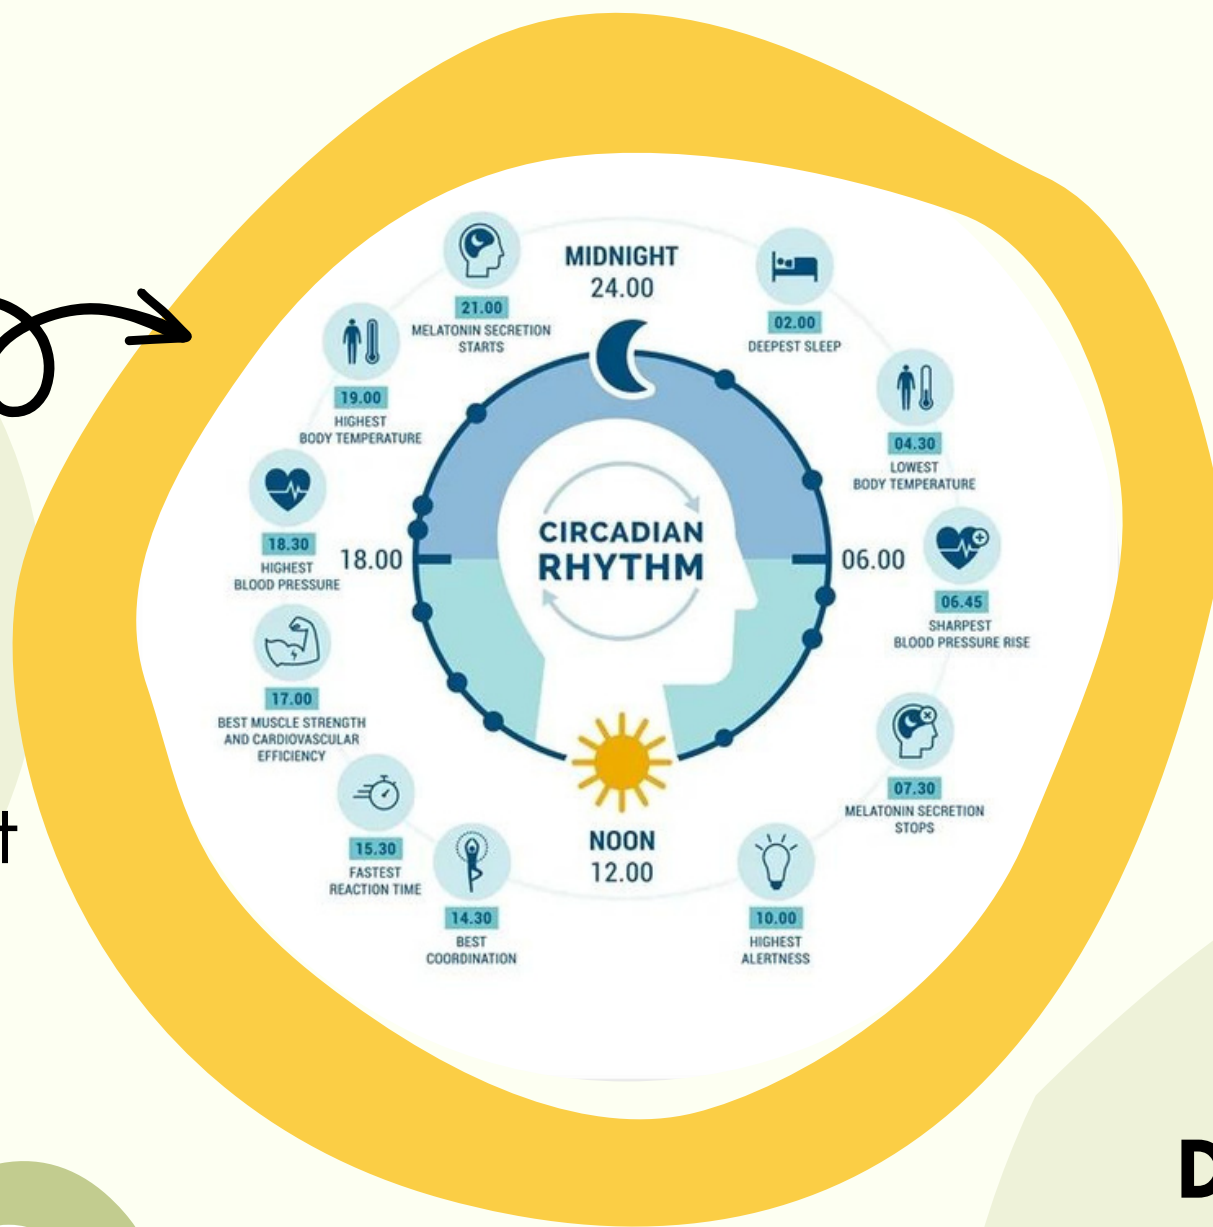 MIDNIGHT
24.00
02.00
DEEPEST SLEEP
04.30
LOWEST
BODY TEMPERATURE
06.00
06.45
SHARPEST
BLOOD PRESSURE RISE
07.30
MELATONIN SECRETION
STOPS
10.00
HIGHEST
ALERTNESS
NOON
12.00
14.30
BEST
COORDINATION
15.30
FASTEST
REACTION TIME
17.00
BEST MUSCLE STRENGTH
AND CARDIOVASCULAR
EFFICIENCY
18.00
18.30
HIGHEST
BLOOD PRESSURE
19.00
HIGHEST
BODY TEMPERATURE
21.00
MELATONIN SECRETION
STARTS
CIRCADIAN
RHYTHM
t
D